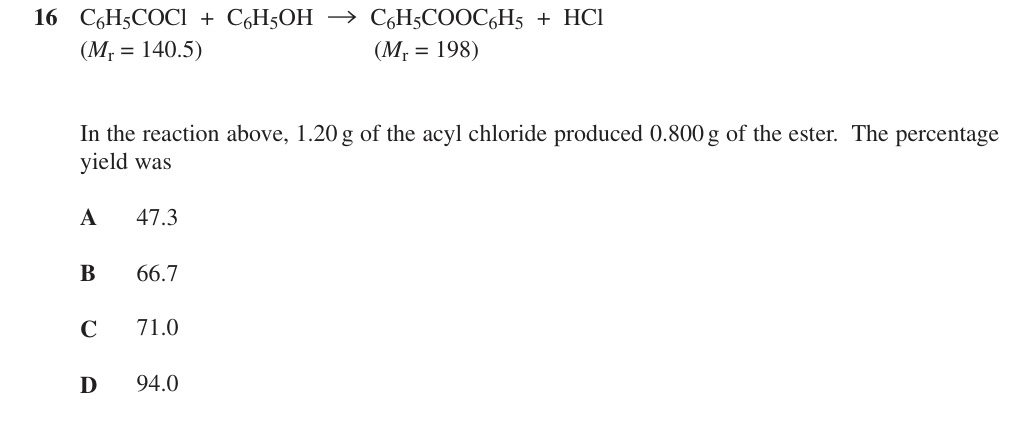 16 C₆H₅COCl + C₆H₅OH ⟶ C₆H₅COOC₆H₅ + HCl
(Mᵣ = 140.5) (Mᵣ = 198)
In the reaction above, 1.20 g of the acyl chloride produced 0.800 g of the ester. The percentage
yield was
A 47.3
B 66.7
C 71.0
D 94.0